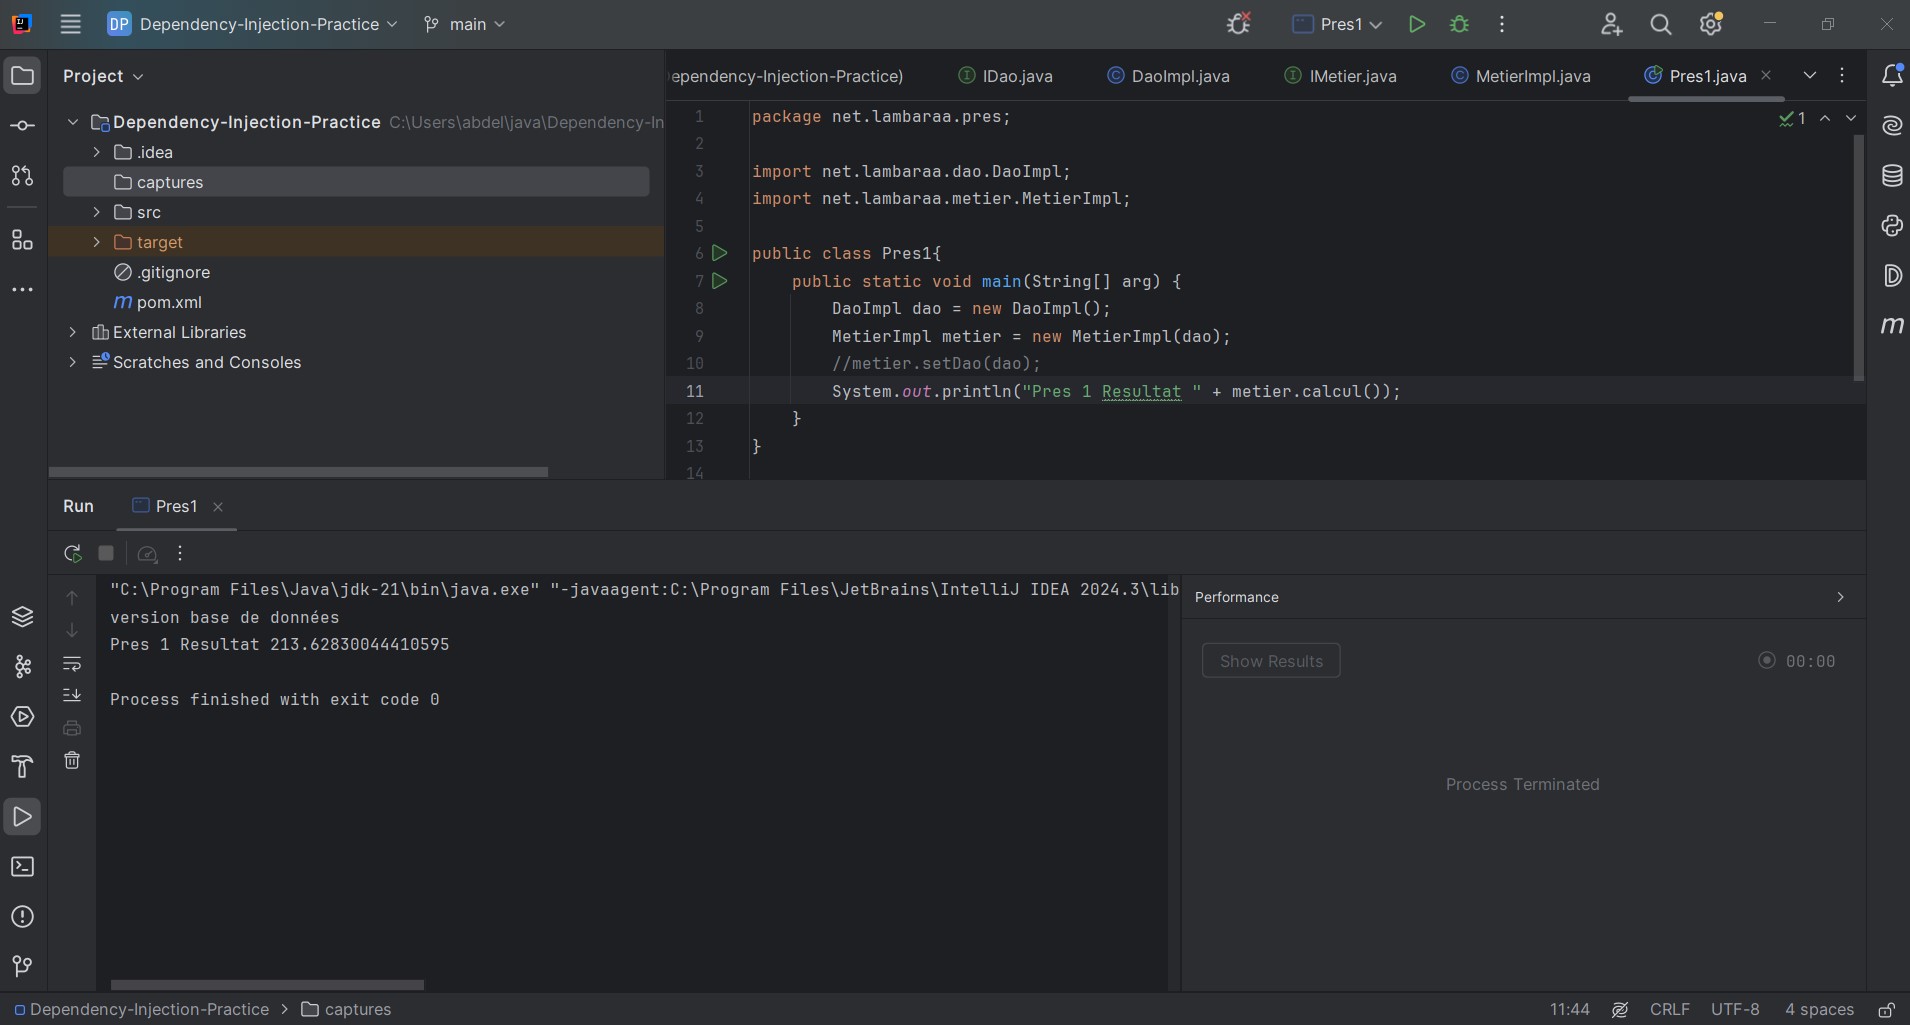 DP Dependency-Injection-Practice main Pres1
Project
Dependency-Injection-Practice C:\Users\abdel\java\Dependency-In
.idea
captures
src
target
.gitignore
m pom.xml
External Libraries
Scratches and Consoles
ependency-Injection-Practice) IDao.java DaoImpl.java IMetier.java MetierImpl.java Pres1.java
1 package net.lambaraa.pres;
2
3 import net.lambaraa.dao.DaoImpl;
4 import net.lambaraa.metier.MetierImpl;
5
6 public class Pres1{
7 public static void main(String[] arg) {
8 DaoImpl dao = new DaoImpl();
9 MetierImpl metier = new MetierImpl(dao);
10 //metier.setDao(dao);
11 System.out.println("Pres 1 Resultat " + metier.calcul());
12 }
13 }
14
1
Run Pres1
"C:\Program Files\Java\jdk-21\bin\java.exe" "-javaagent:C:\Program Files\JetBrains\IntelliJ IDEA 2024.3\lib
version base de données
Pres 1 Resultat 213.62830044410595
Process finished with exit code 0
Performance
Show Results 00:00
Process Terminated
Dependency-Injection-Practice captures 11:44 CRLF UTF-8 4 spaces